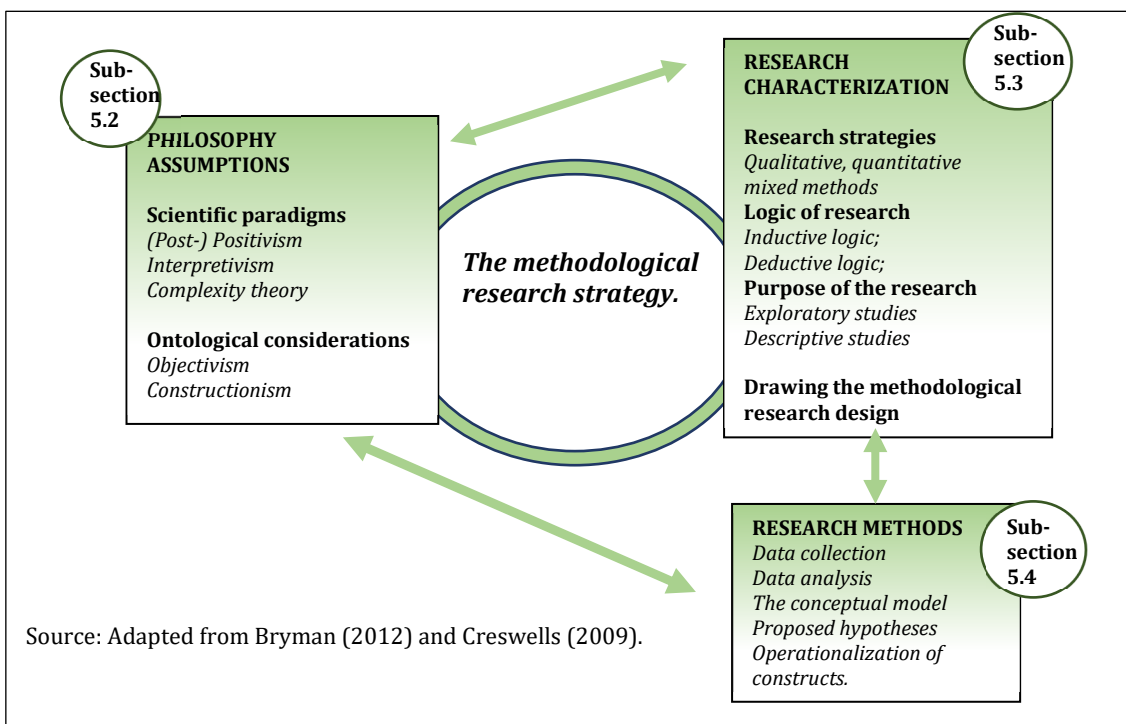 Sub-
section
5.2
PHILOSOPHY
ASSUMPTIONS
Scientific paradigms
(Post-) Positivism
Interpretivism
Complexity theory
Ontological considerations
Objectivism
Constructionism
The methodological
research strategy.
Sub-
section
5.3
RESEARCH
CHARACTERIZATION
Research strategies
Qualitative, quantitative
mixed methods
Logic of research
Inductive logic;
Deductive logic;
Purpose of the research
Exploratory studies
Descriptive studies
Drawing the methodological
research design
RESEARCH METHODS
Data collection
Data analysis
The conceptual model
Proposed hypotheses
Operationalization of
constructs.
Sub-
section
5.4
Source: Adapted from Bryman (2012) and Creswells (2009).